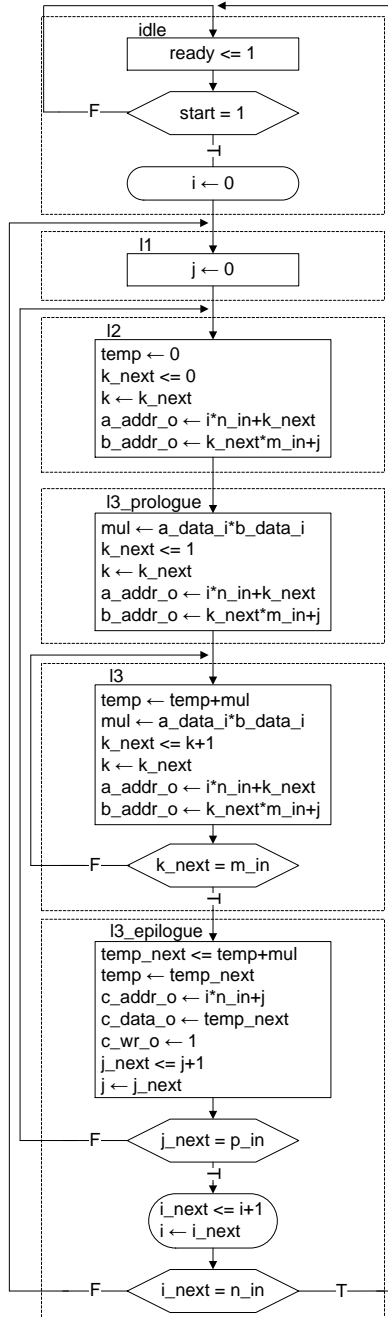 idle
ready <= 1
F
start = 1
T
i ← 0
l1
j ← 0
l2
temp ← 0
k_next <= 0
k ← k_next
a_addr_o ← i*n_in+k_next
b_addr_o ← k_next*m_in+j
l3_prologue
mul ← a_data_i*b_data_i
k_next <= 1
k ← k_next
a_addr_o ← i*n_in+k_next
b_addr_o ← k_next*m_in+j
l3
temp ← temp+mul
mul ← a_data_i*b_data_i
k_next <= k+1
k ← k_next
a_addr_o ← i*n_in+k_next
b_addr_o ← k_next*m_in+j
F
k_next = m_in
T
l3_epilogue
temp_next <= temp+mul
temp ← temp_next
c_addr_o ← i*n_in+j
c_data_o ← temp_next
c_wr_o ← 1
j_next <= j+1
j ← j_next
F
j_next = p_in
T
i_next <= i+1
i ← i_next
F
i_next = n_in
T